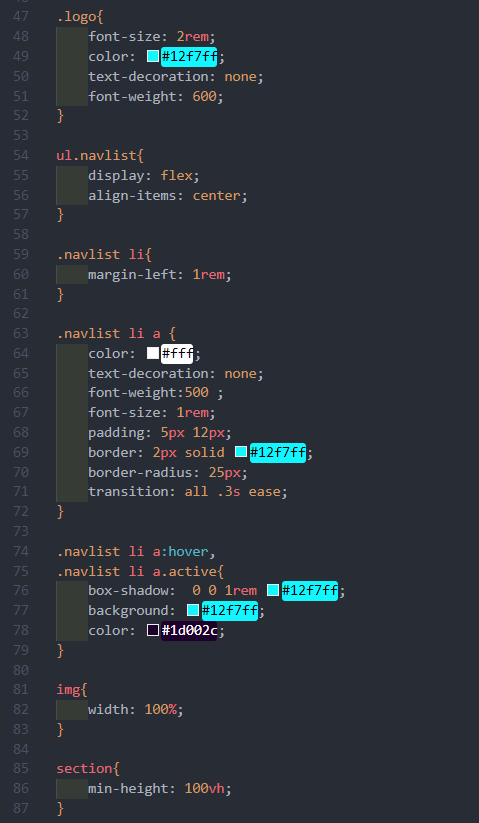 47 .logo{
48 font-size: 2rem;
49 color: #12f7ff;
50 text-decoration: none;
51 font-weight: 600;
52 }
53
54 ul.navlist{
55 display: flex;
56 align-items: center;
57 }
58
59 .navlist li{
60 margin-left: 1rem;
61 }
62
63 .navlist li a {
64 color: #fff;
65 text-decoration: none;
66 font-weight:500 ;
67 font-size: 1rem;
68 padding: 5px 12px;
69 border: 2px solid #12f7ff;
70 border-radius: 25px;
71 transition: all .3s ease;
72 }
73
74 .navlist li a:hover,
75 .navlist li a.active{
76 box-shadow:  0 0 1rem #12f7ff;
77 background: #12f7ff;
78 color: #1d002c;
79 }
80
81 img{
82 width: 100%;
83 }
84
85 section{
86 min-height: 100vh;
87 }